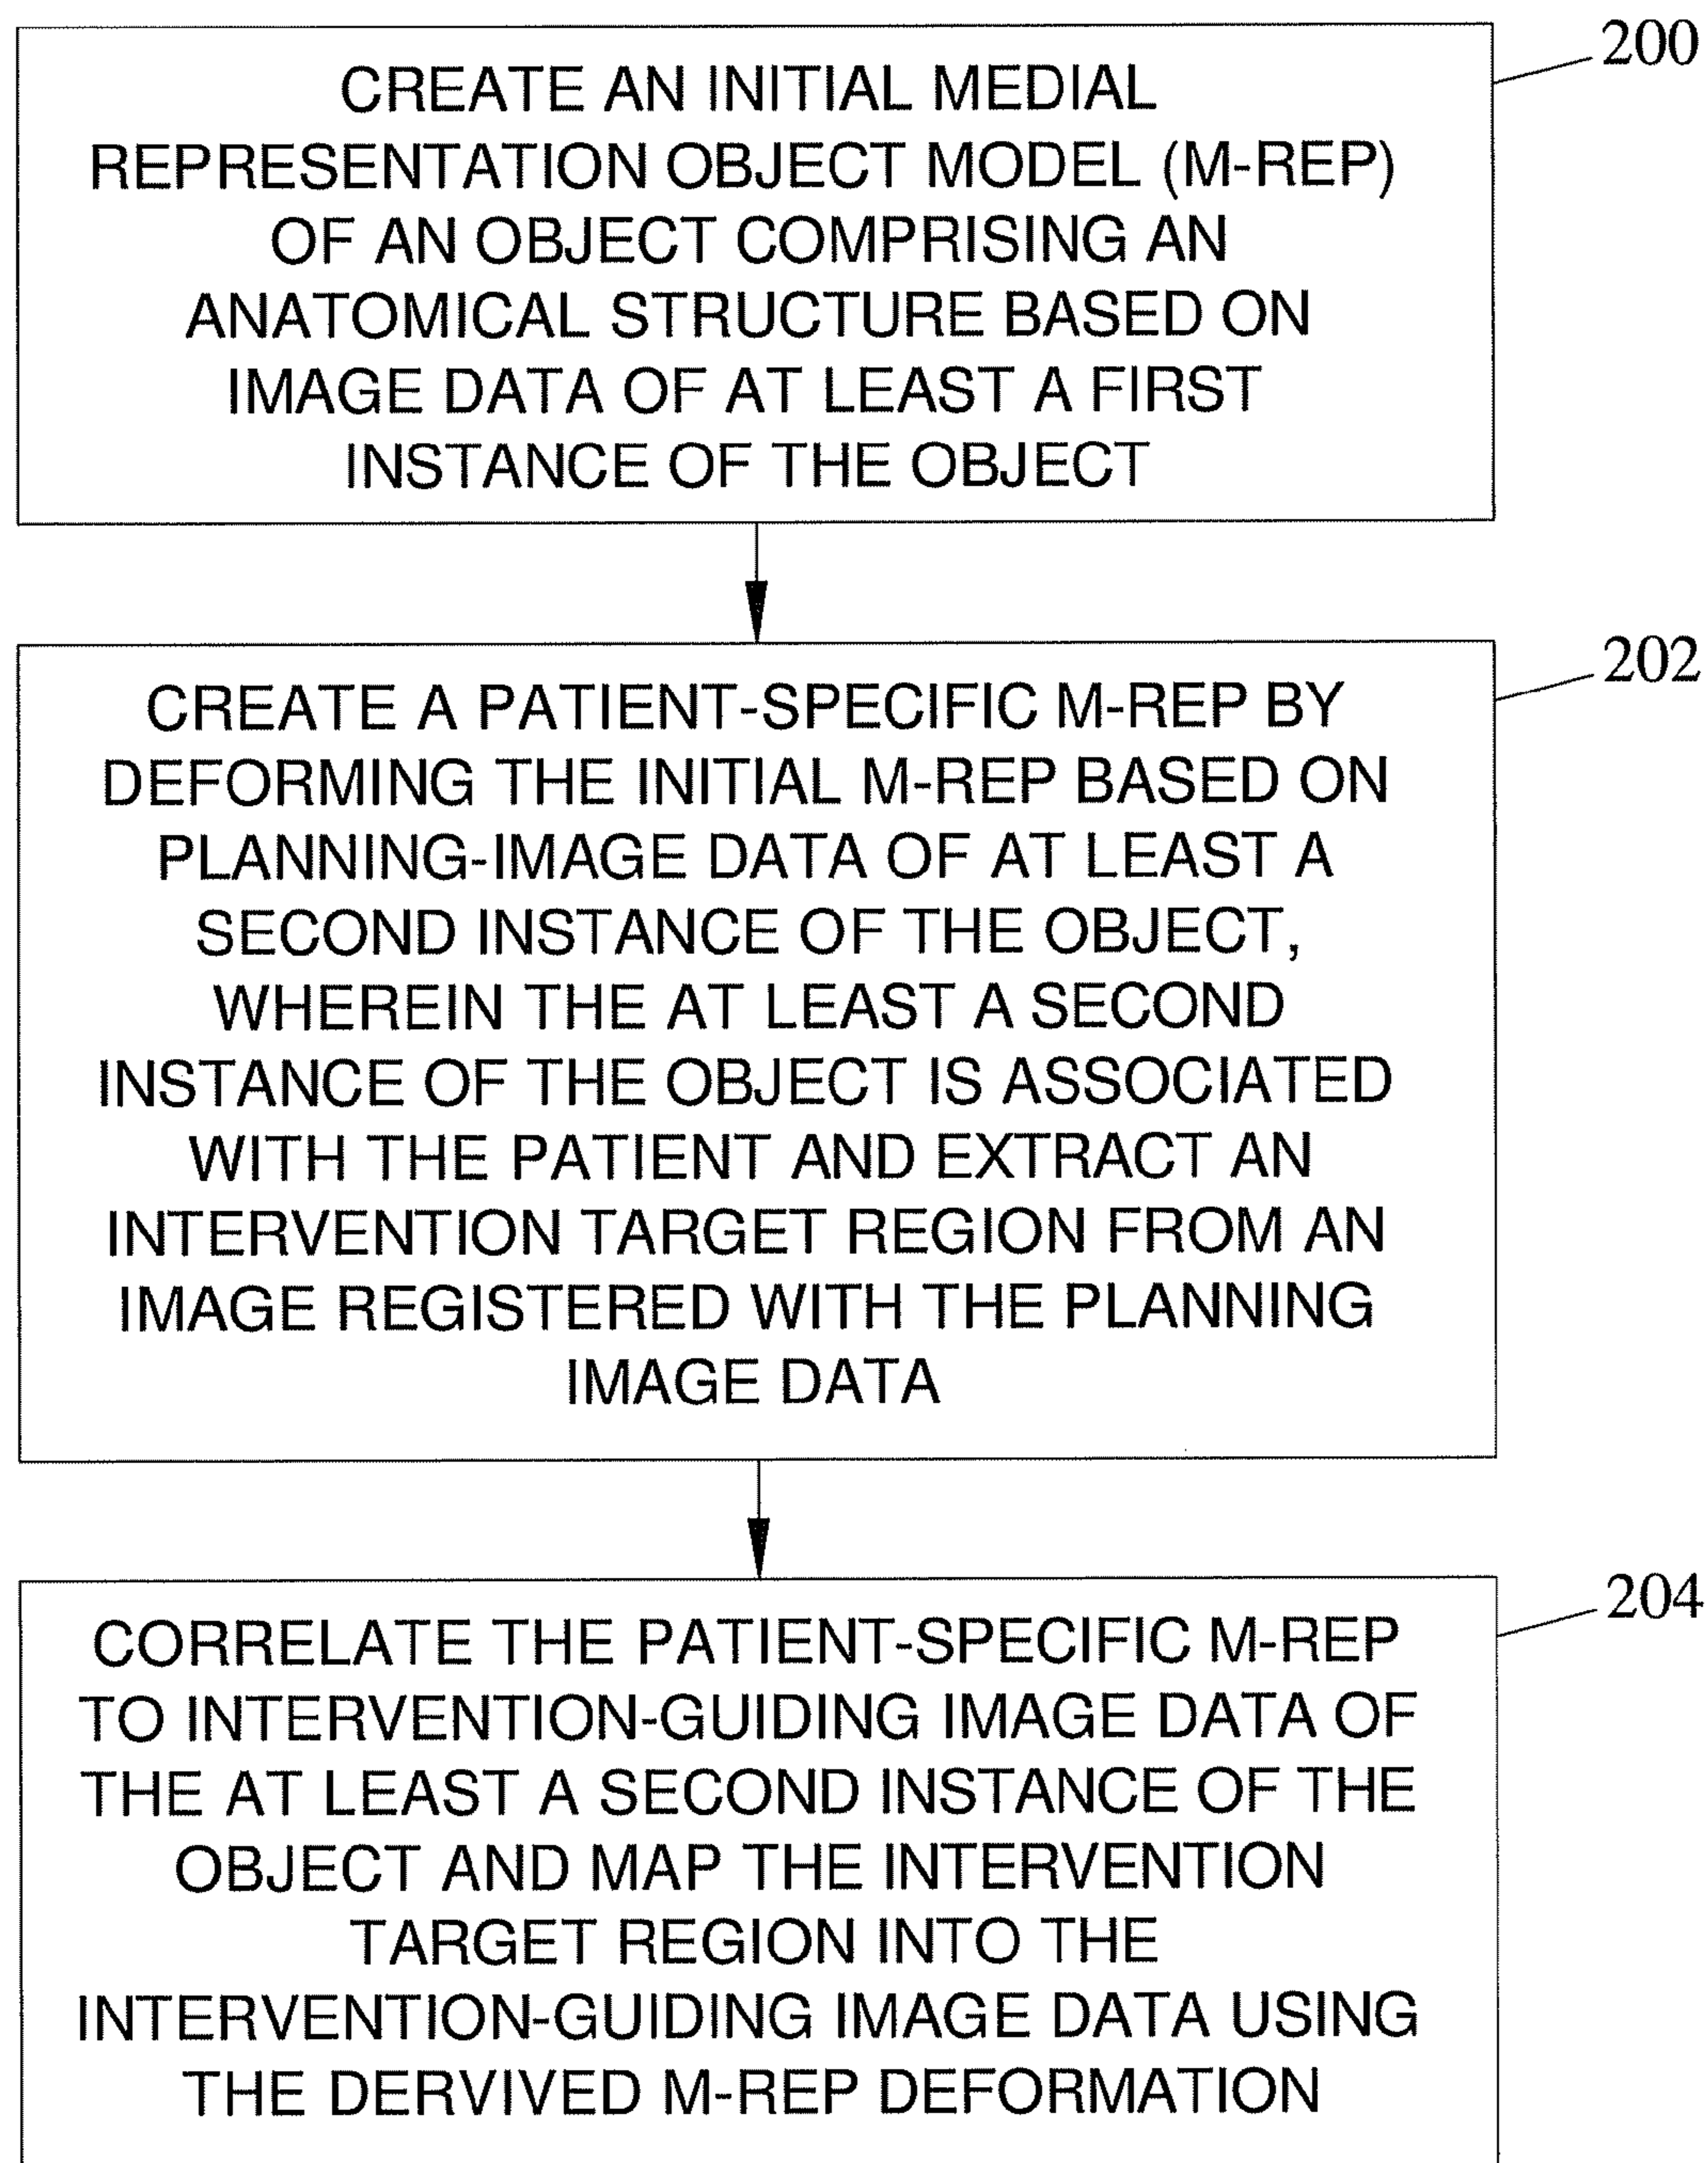 200
CREATE AN INITIAL MEDIAL
REPRESENTATION OBJECT MODEL (M-REP)
OF AN OBJECT COMPRISING AN
ANATOMICAL STRUCTURE BASED ON
IMAGE DATA OF AT LEAST A FIRST
INSTANCE OF THE OBJECT
202
CREATE A PATIENT-SPECIFIC M-REP BY
DEFORMING THE INITIAL M-REP BASED ON
PLANNING-IMAGE DATA OF AT LEAST A
SECOND INSTANCE OF THE OBJECT,
WHEREIN THE AT LEAST A SECOND
INSTANCE OF THE OBJECT IS ASSOCIATED
WITH THE PATIENT AND EXTRACT AN
INTERVENTION TARGET REGION FROM AN
IMAGE REGISTERED WITH THE PLANNING
IMAGE DATA
204
CORRELATE THE PATIENT-SPECIFIC M-REP
TO INTERVENTION-GUIDING IMAGE DATA OF
THE AT LEAST A SECOND INSTANCE OF THE
OBJECT AND MAP THE INTERVENTION
TARGET REGION INTO THE
INTERVENTION-GUIDING IMAGE DATA USING
THE DERVIVED M-REP DEFORMATION